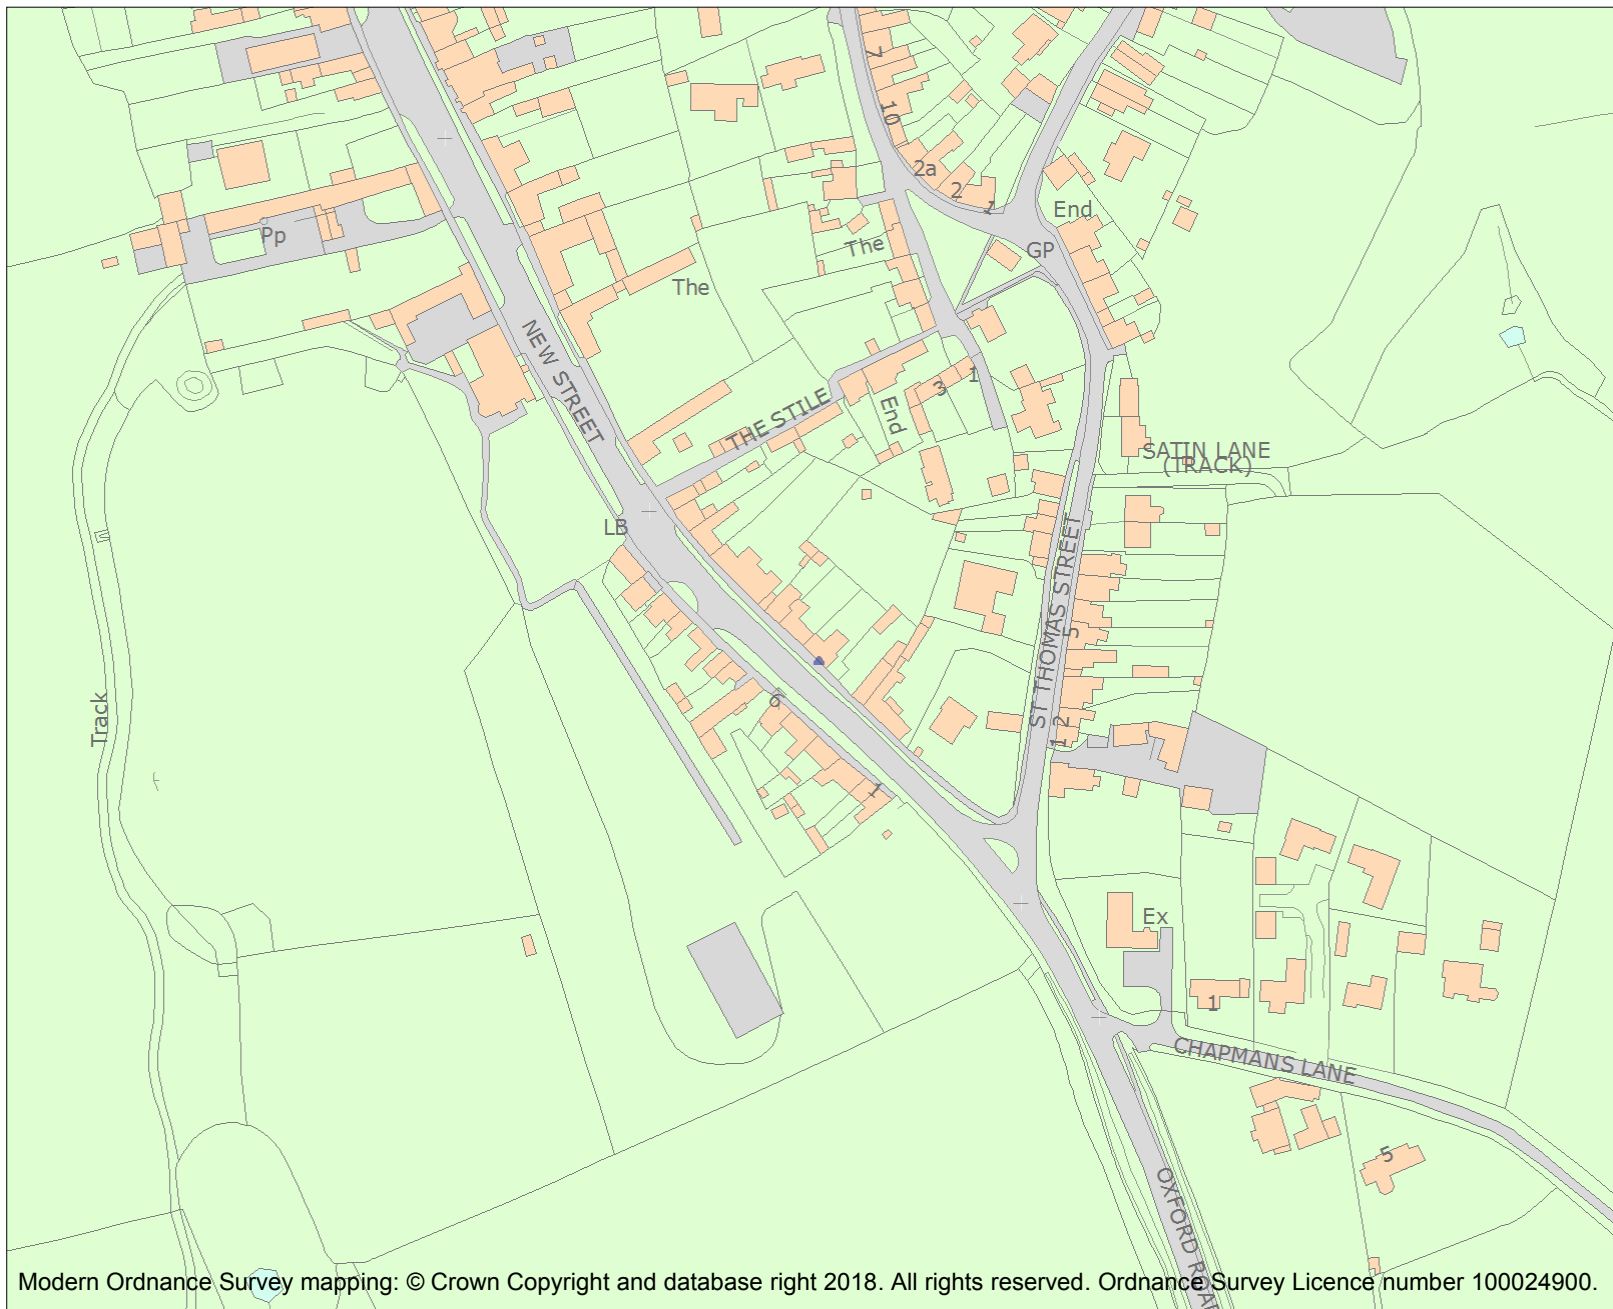 7
10
2a
2
1
End
Pp
The
GP
The
NEW STREET
1
3
THE STILE
End
SATIN LANE
(TRACK)
LB
ST THOMAS STREET
5
6
Track
2
1
1
Ex
1
CHAPMANS LANE
5
OXFORD ROAD
Modern Ordnance Survey mapping: © Crown Copyright and database right 2018. All rights reserved. Ordnance Survey Licence number 100024900.